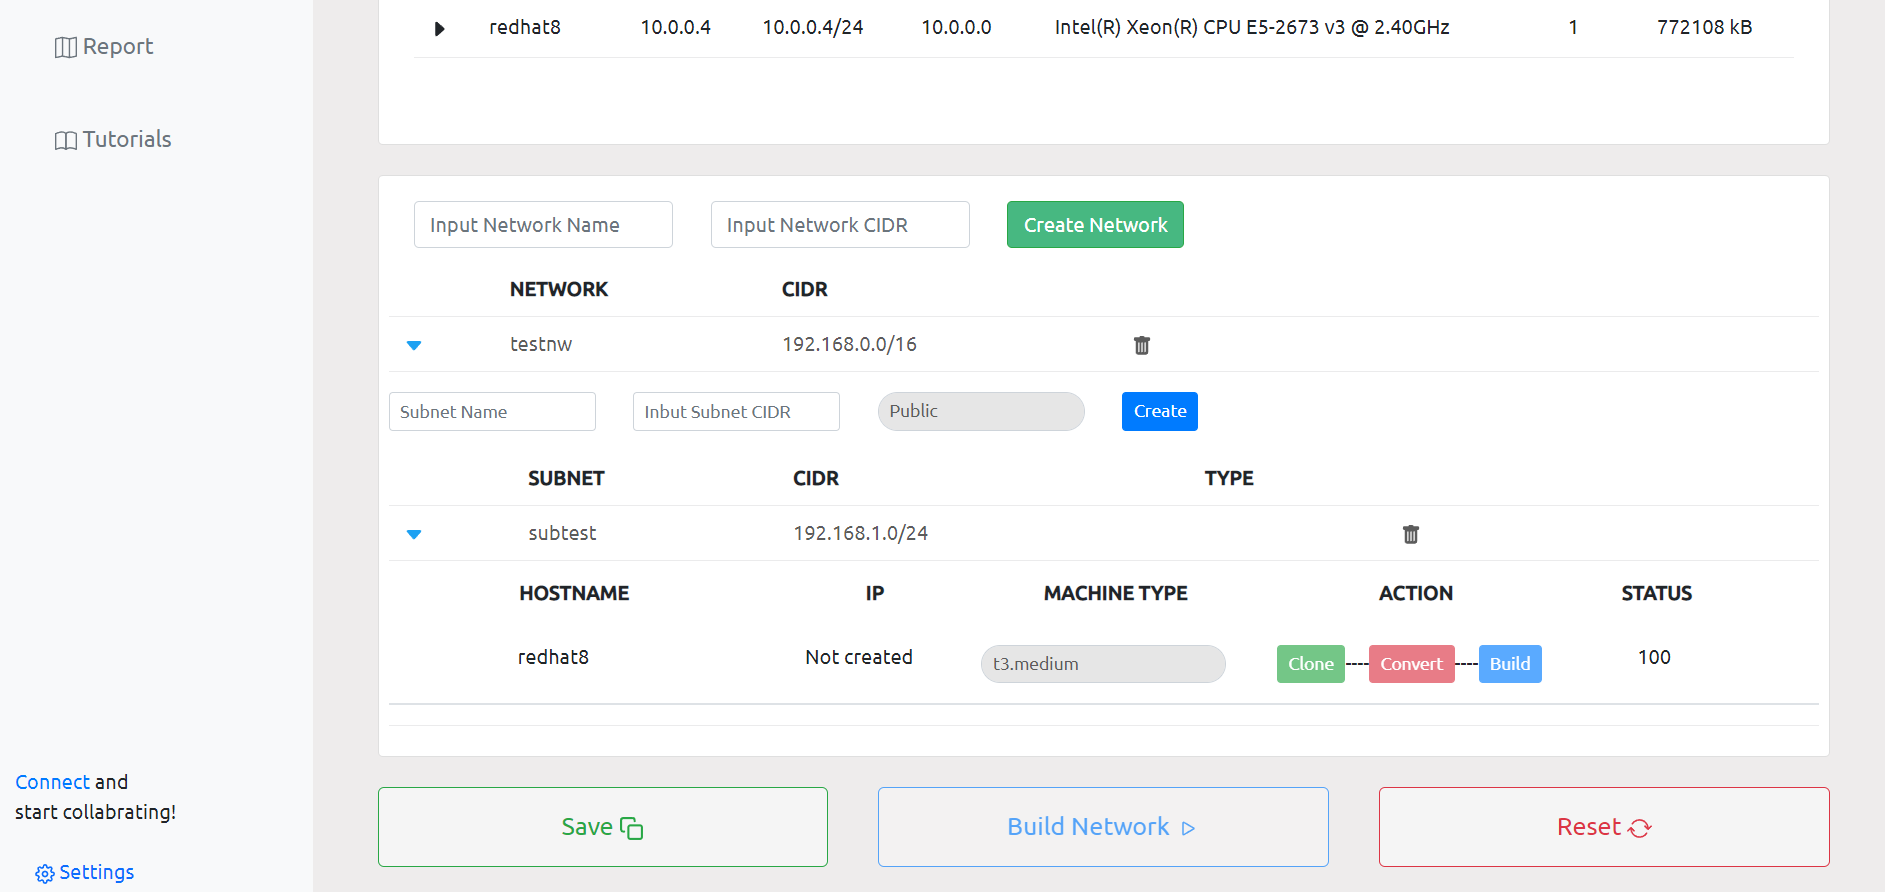 Report
Tutorials
Connect and
start collabrating!
Settings
redhat8 10.0.0.4 10.0.0.4/24 10.0.0.0 Intel(R) Xeon(R) CPU E5-2673 v3 @ 2.40GHz 1 772108 kB
Input Network Name Input Network CIDR Create Network
NETWORK CIDR
testnw 192.168.0.0/16
Subnet Name Inbut Subnet CIDR Public Create
SUBNET CIDR TYPE
subtest 192.168.1.0/24
HOSTNAME IP MACHINE TYPE ACTION STATUS
redhat8 Not created t3.medium Clone ---- Convert ---- Build 100
Save Build Network Reset